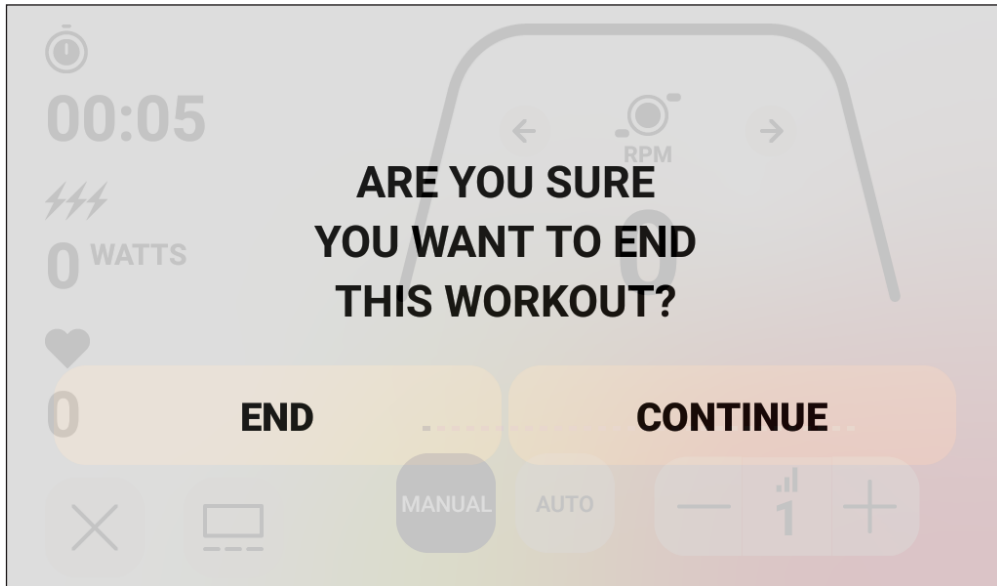 00:05
RPM
0
0 WATTS
ARE YOU SURE
YOU WANT TO END
THIS WORKOUT?
0
END
CONTINUE
MANUAL
AUTO
1